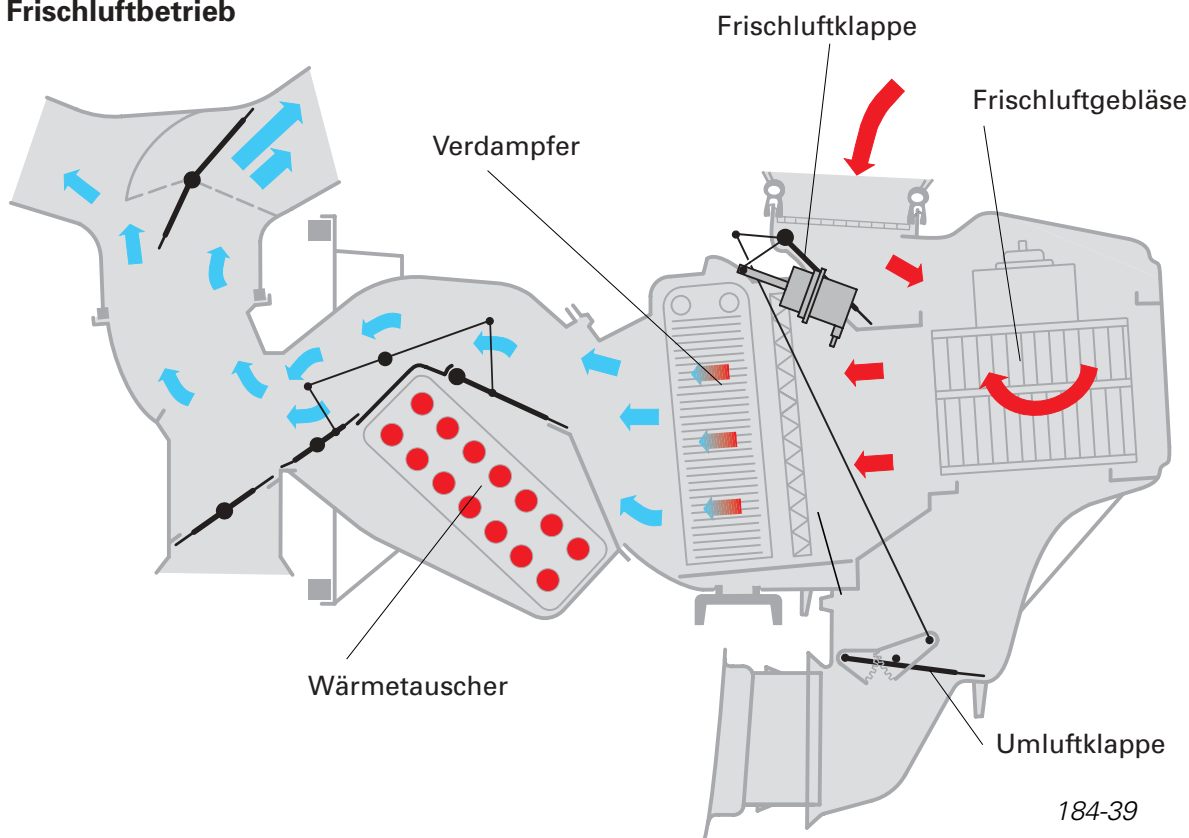 Frischluftbetrieb
Frischluftklappe
Frischluftgebläse
Verdampfer
Wärmetauscher
Umluftklappe
184-39